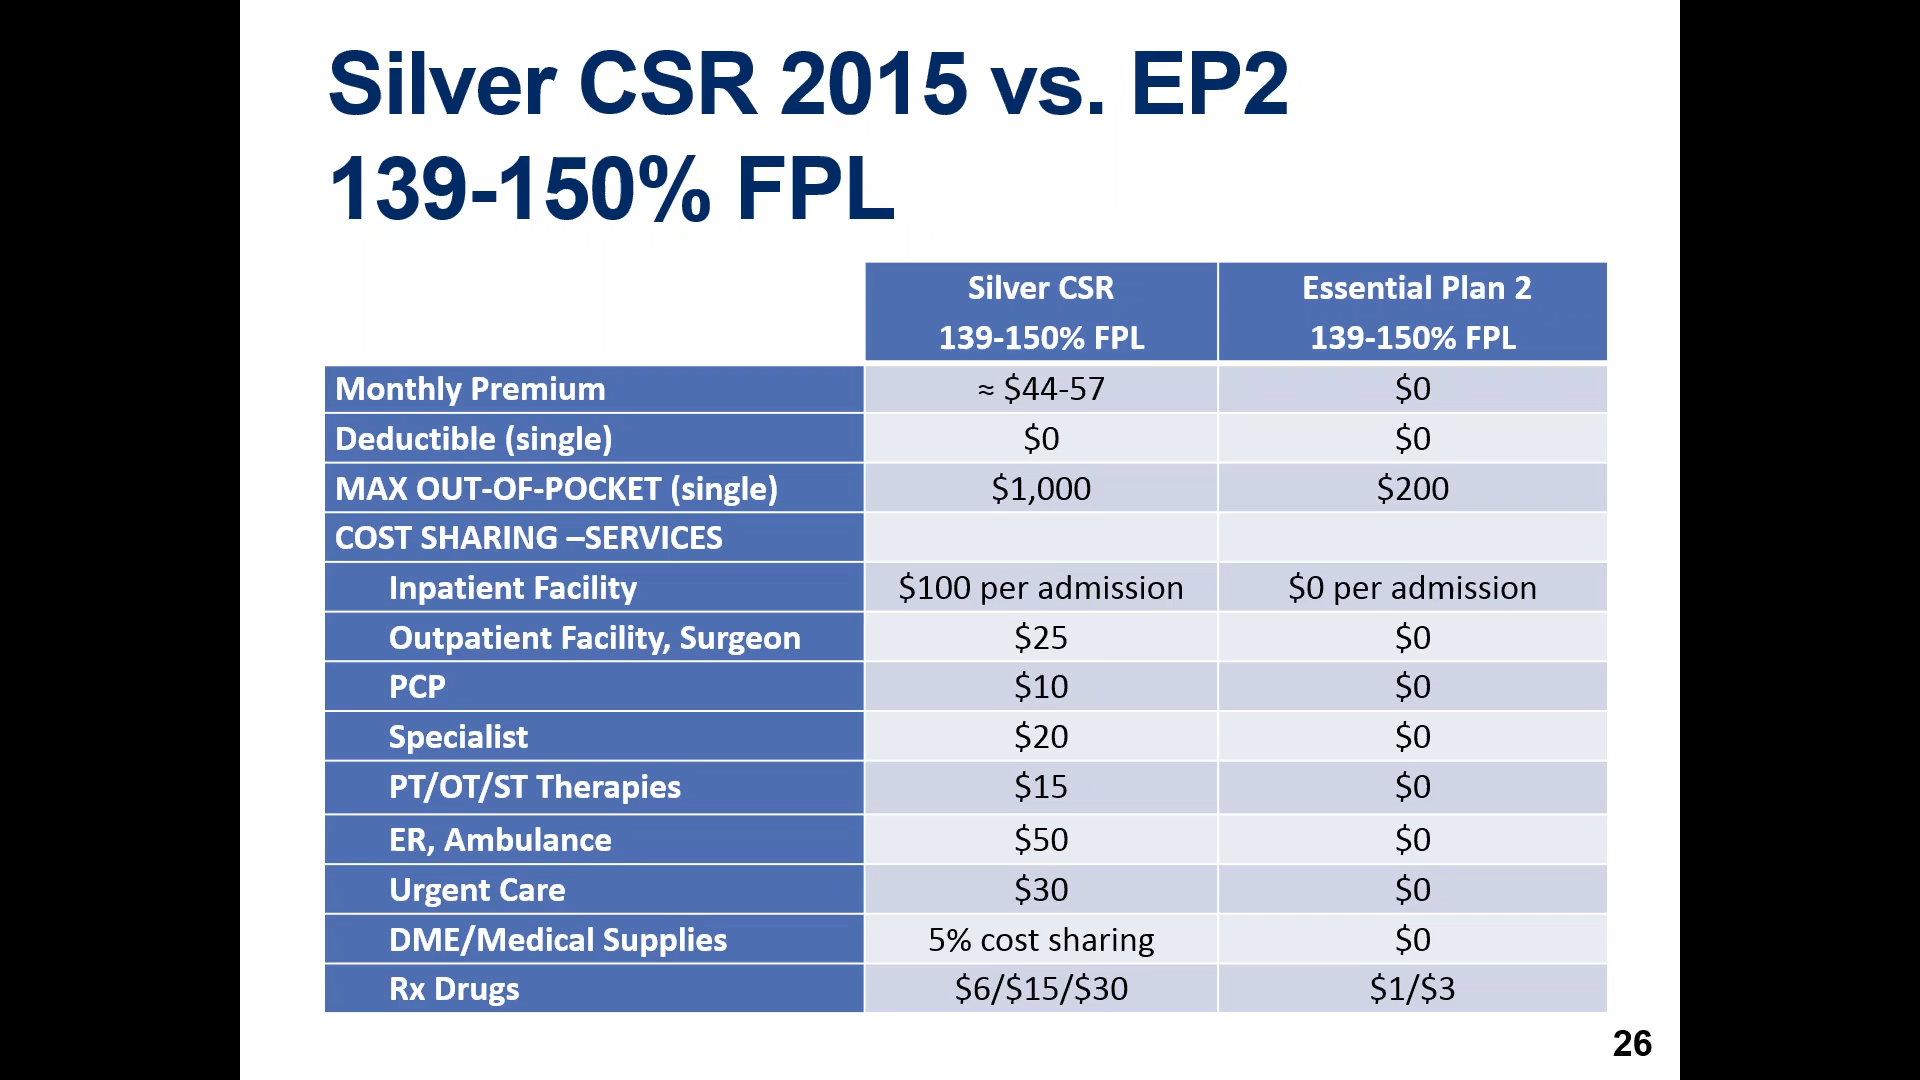 Silver CSR 2015 vs. EP2
139-150% FPL
Silver CSR Essential Plan 2
139-150% FPL 139-150% FPL
Monthly Premium ≈ $44-57 $0
Deductible (single) $0 $0
MAX OUT-OF-POCKET (single) $1,000 $200
COST SHARING –SERVICES
Inpatient Facility $100 per admission $0 per admission
Outpatient Facility, Surgeon $25 $0
PCP $10 $0
Specialist $20 $0
PT/OT/ST Therapies $15 $0
ER, Ambulance $50 $0
Urgent Care $30 $0
DME/Medical Supplies 5% cost sharing $0
Rx Drugs $6/$15/$30 $1/$3
26